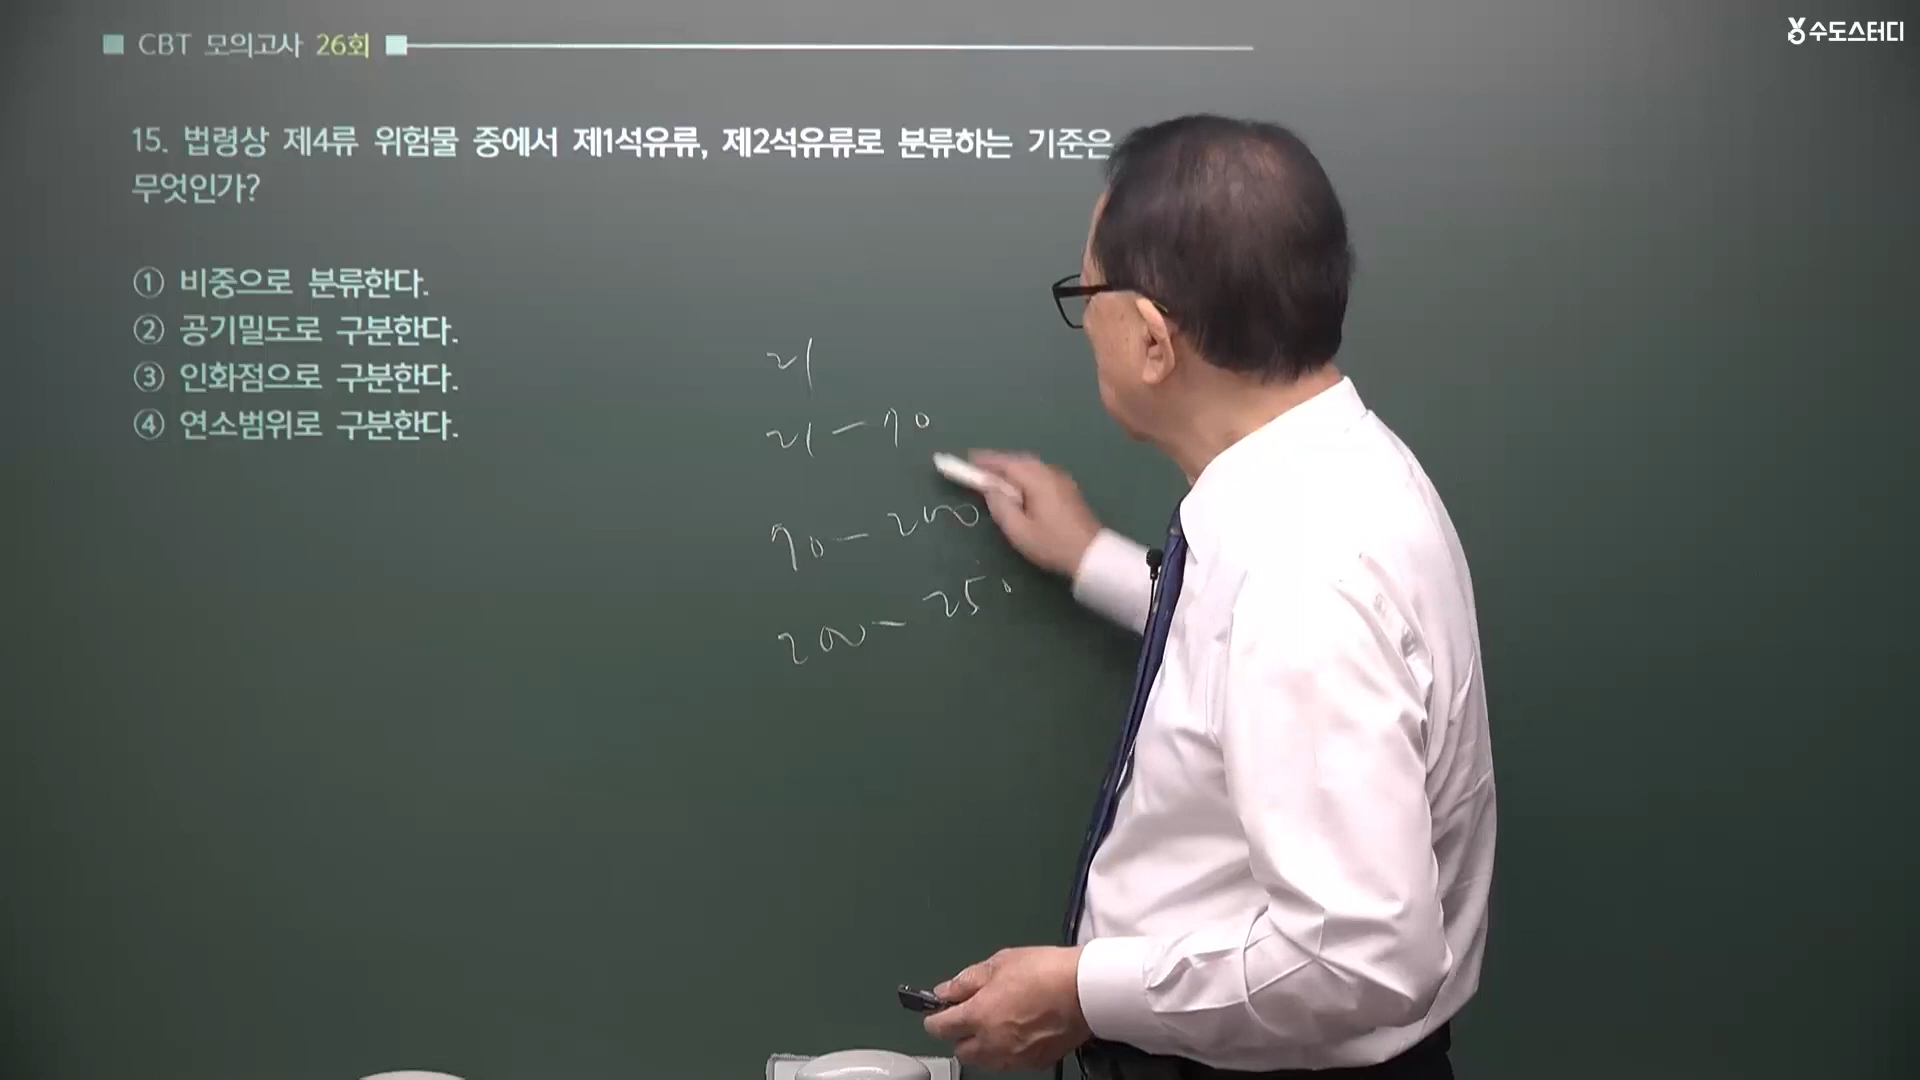 CBT 모의고사 26회
수도스터디
15. 법령상 제4류 위험물 중에서 제1석유류, 제2석유류로 분류하는 기준은
무엇인가?
① 비중으로 분류한다.
② 공기밀도로 구분한다.
③ 인화점으로 구분한다.
④ 연소범위로 구분한다.
21
21 - 70
70 - 200
200 - 250